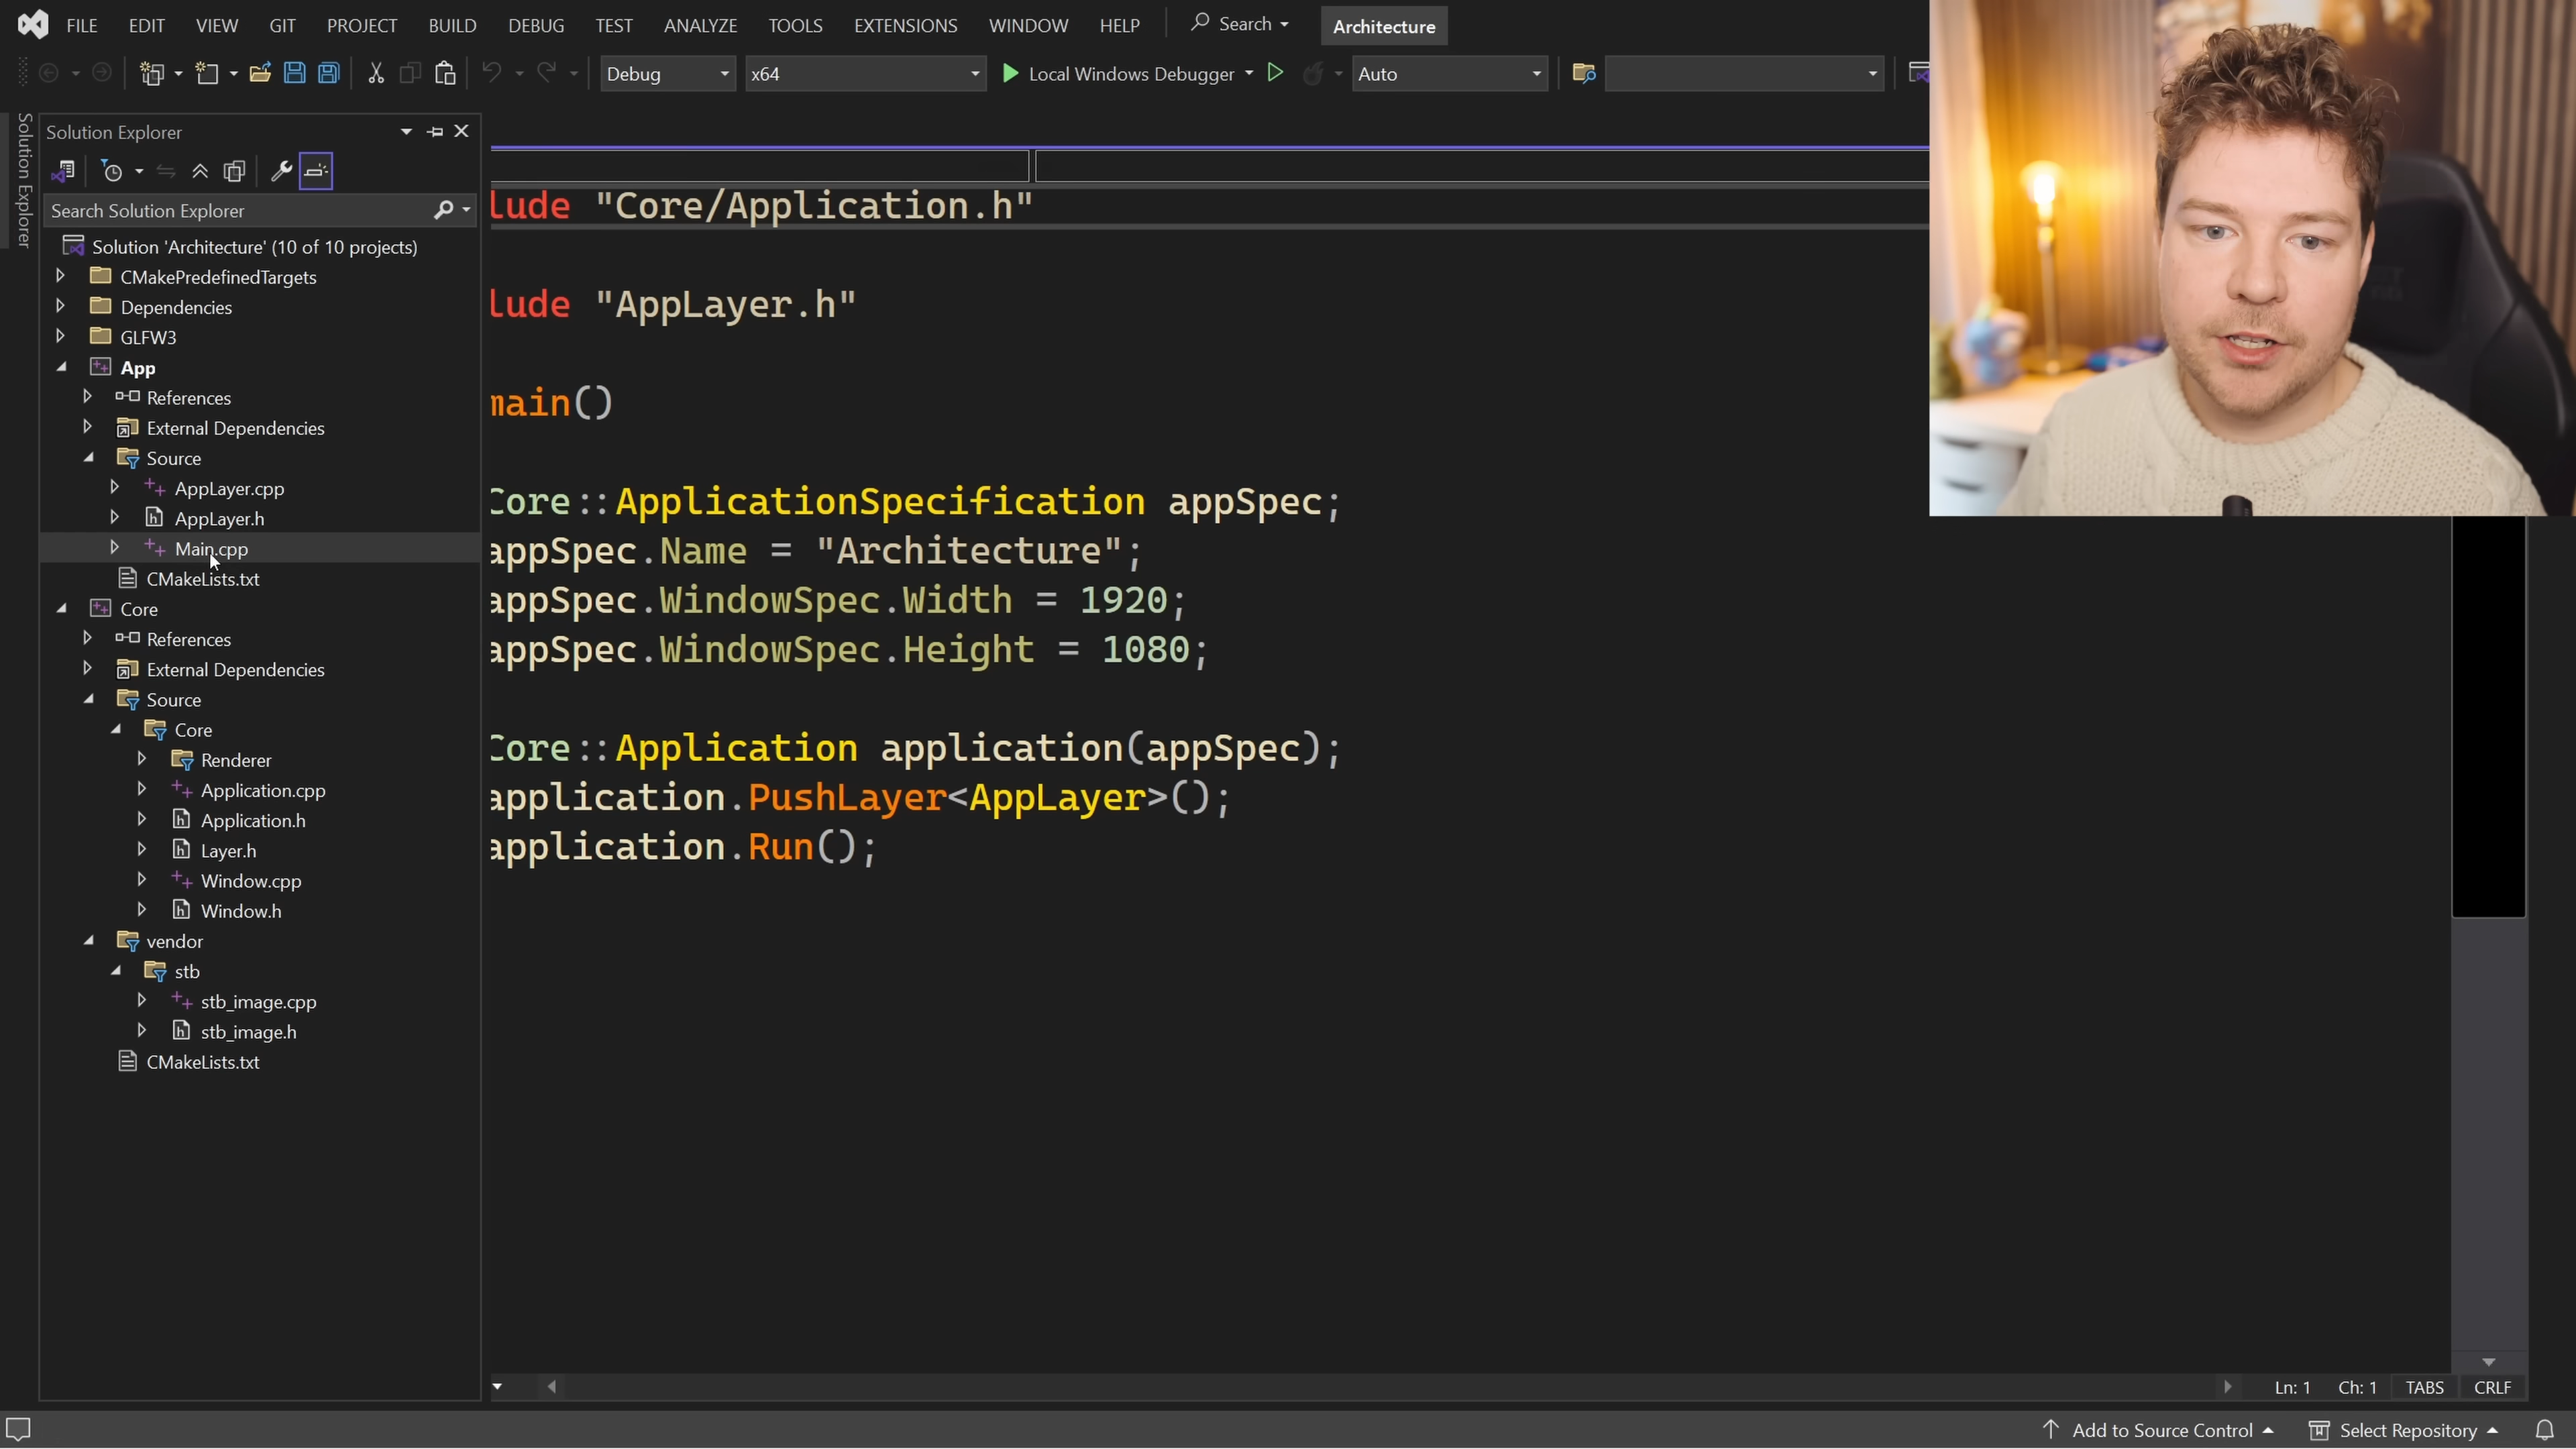 FILE EDIT VIEW GIT PROJECT BUILD DEBUG TEST ANALYZE TOOLS EXTENSIONS WINDOW HELP Search Architecture
Debug x64 Local Windows Debugger Auto
Solution Explorer
Solution Explorer
Search Solution Explorer
Solution 'Architecture' (10 of 10 projects)
CMakePredefinedTargets
Dependencies
GLFW3
App
References
External Dependencies
Source
AppLayer.cpp
AppLayer.h
Main.cpp
CMakeLists.txt
Core
References
External Dependencies
Source
Core
Renderer
Application.cpp
Application.h
Layer.h
Window.cpp
Window.h
vendor
stb
stb_image.cpp
stb_image.h
CMakeLists.txt
lude "Core/Application.h"
lude "AppLayer.h"
main()
Core::ApplicationSpecification appSpec;
appSpec.Name = "Architecture";
appSpec.WindowSpec.Width = 1920;
appSpec.WindowSpec.Height = 1080;
Core::Application application(appSpec);
application.PushLayer<AppLayer>();
application.Run();
Ln: 1 Ch: 1 TABS CRLF
Add to Source Control Select Repository